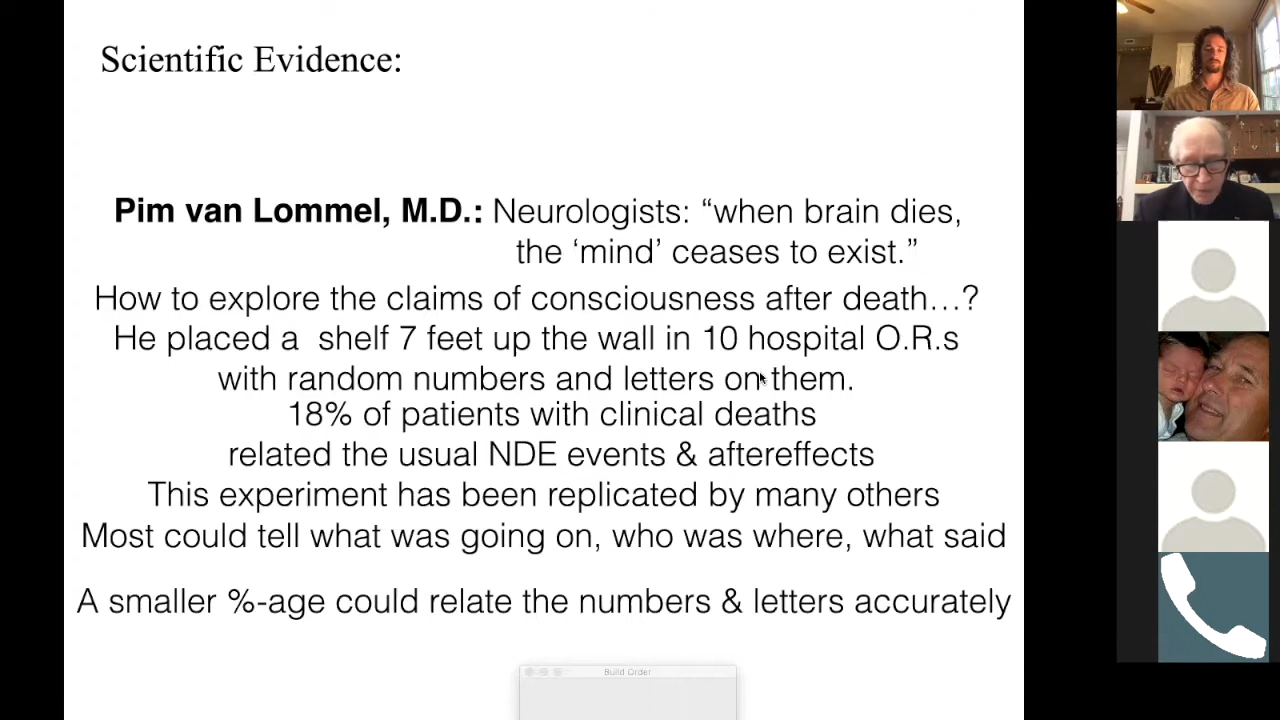 Scientific Evidence:
Pim van Lommel, M.D.: Neurologists: “when brain dies,
the ‘mind’ ceases to exist.”
How to explore the claims of consciousness after death…?
He placed a shelf 7 feet up the wall in 10 hospital O.R.s
with random numbers and letters on them.
18% of patients with clinical deaths
related the usual NDE events & aftereffects
This experiment has been replicated by many others
Most could tell what was going on, who was where, what said
A smaller %-age could relate the numbers & letters accurately
Build Order